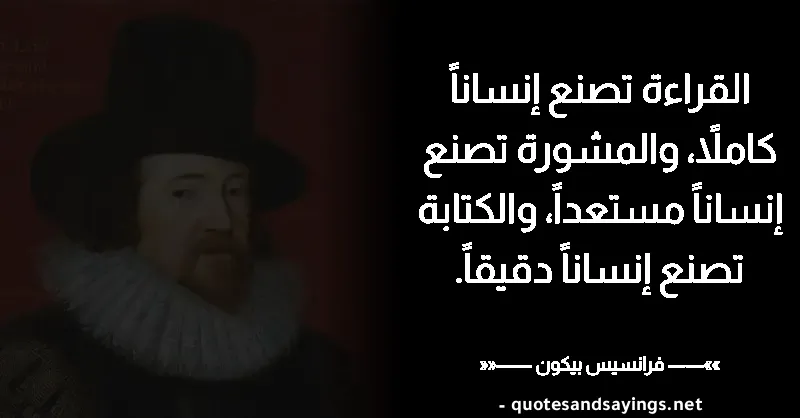 القراءة تصنع إنساناً
كاملًا، والمشورة تصنع
إنساناً مستعداً، والكتابة
تصنع إنساناً دقيقاً.
»—— فرانسيس بيكون ——««
- quotesandsayings.net